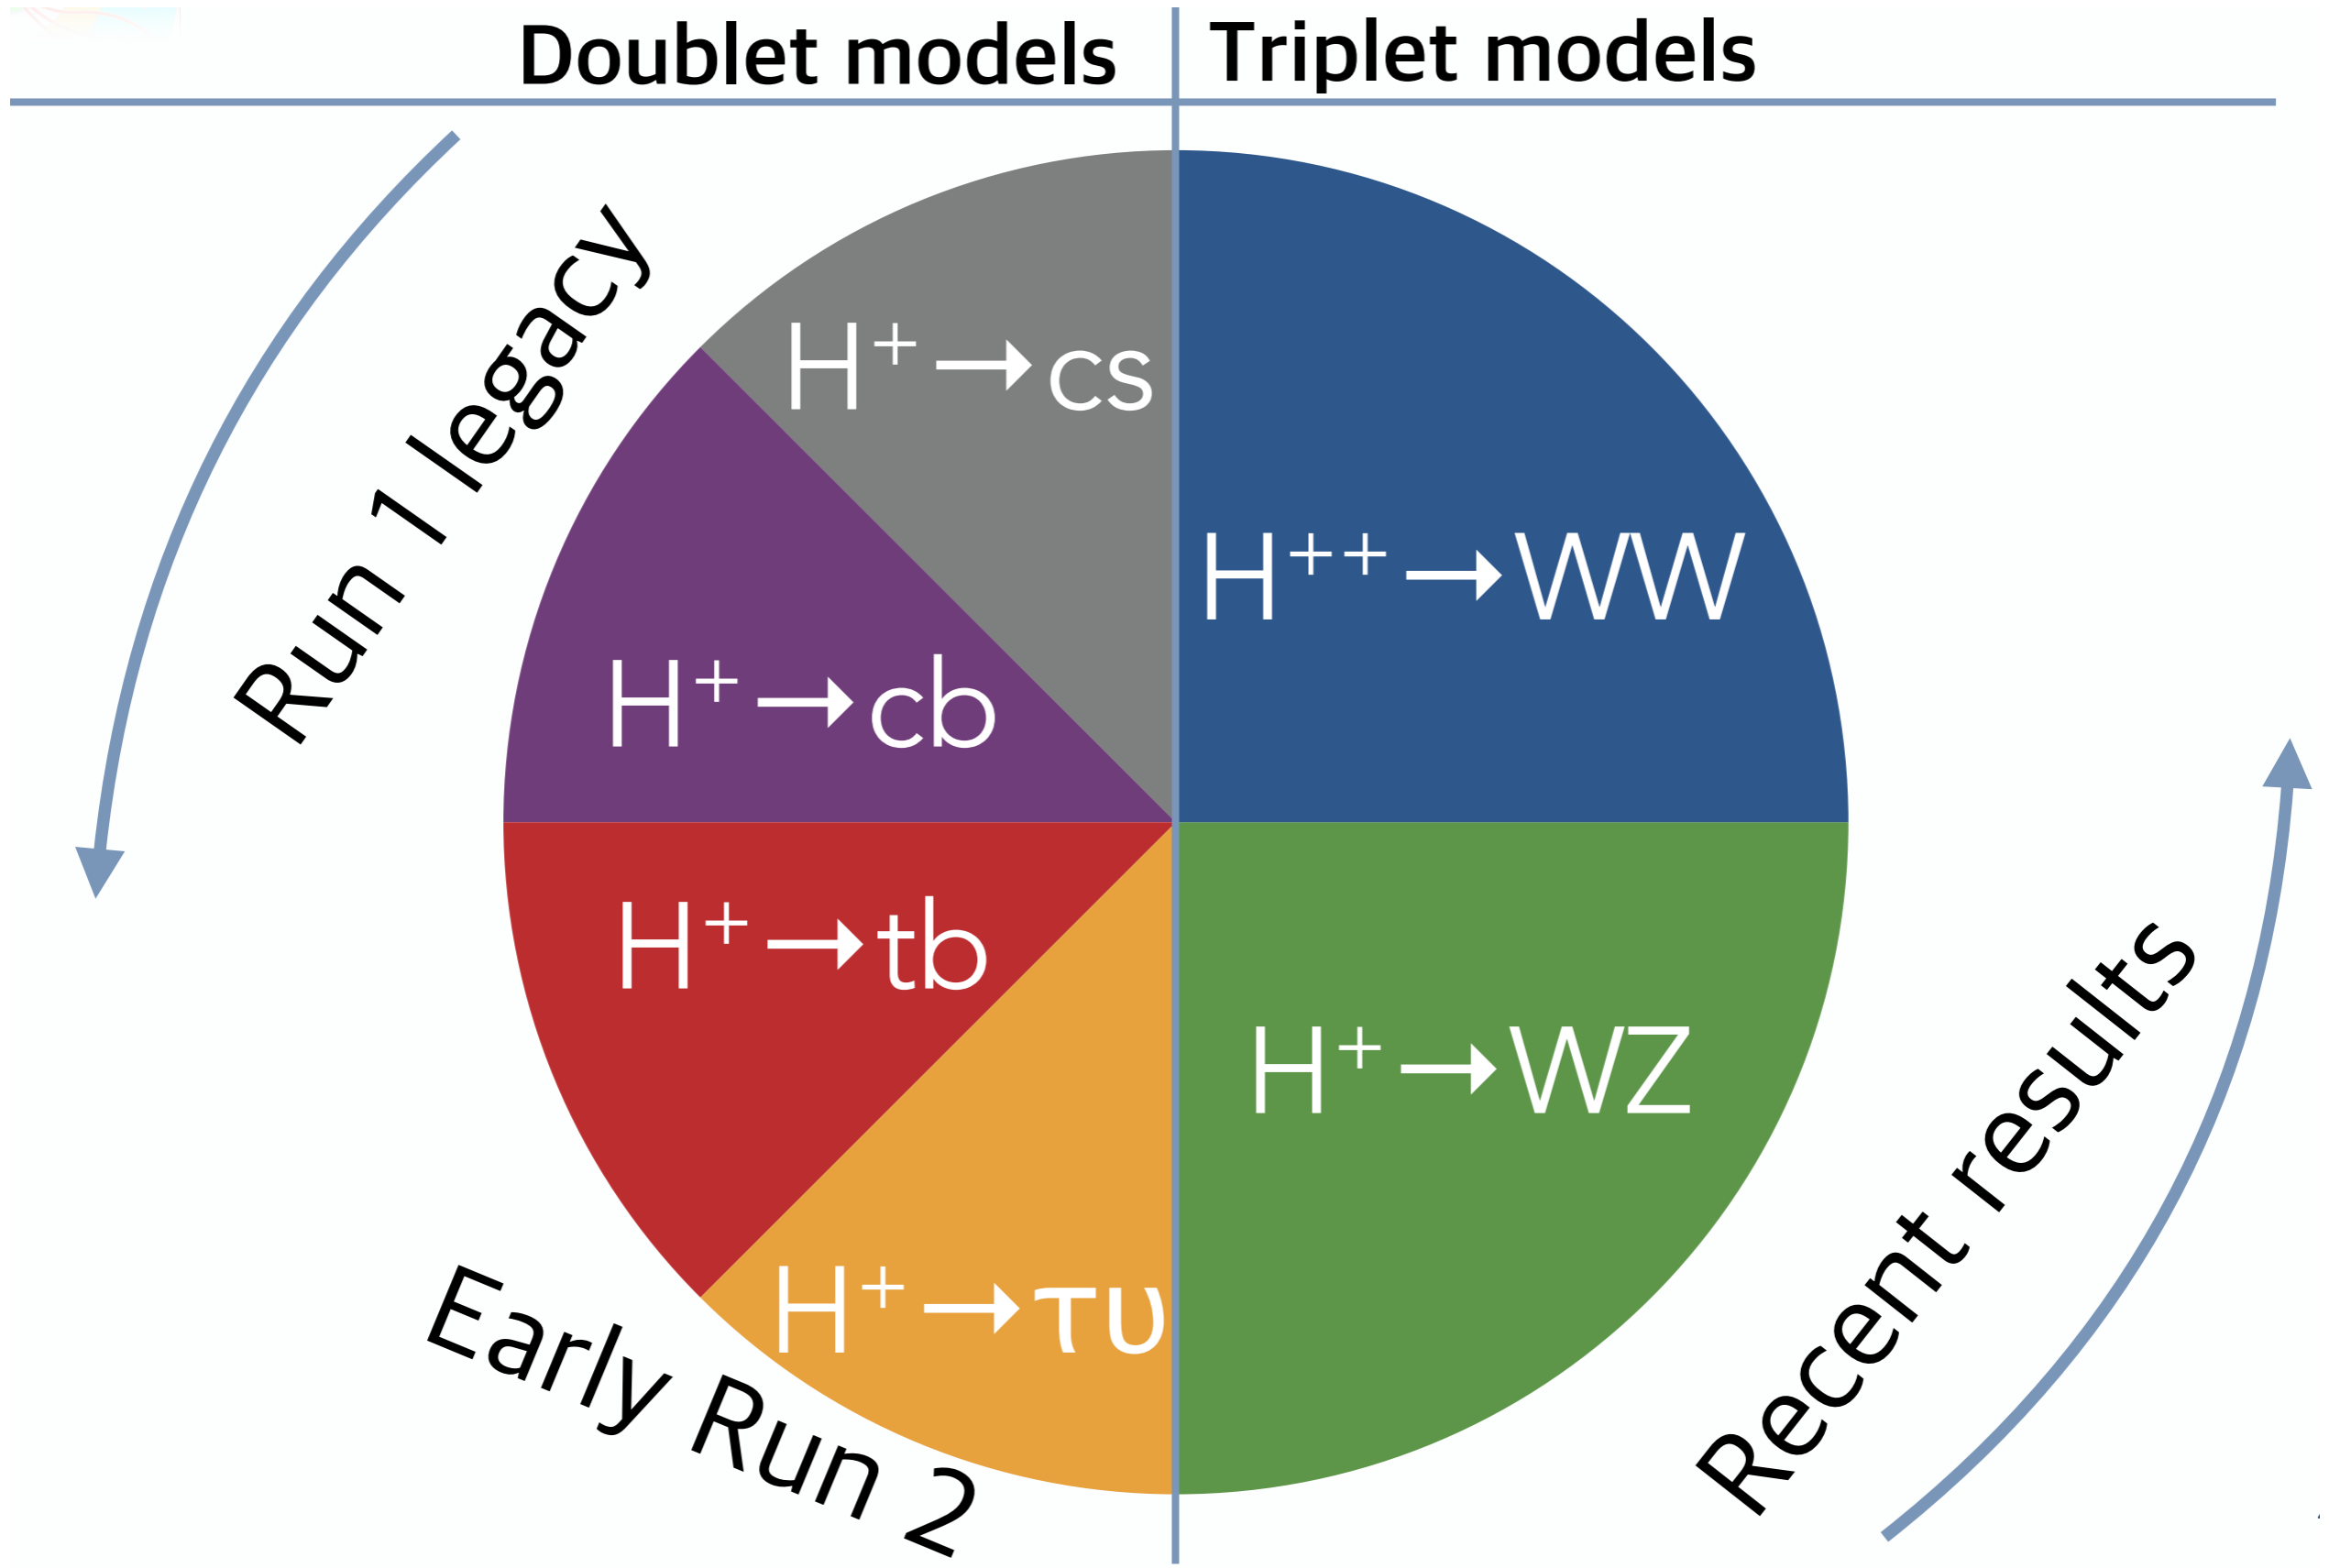 Doublet models
Triplet models
Run 1 legacy
H⁺→cs
H⁺⁺→WW
H⁺→cb
H⁺→tb
H⁺→WZ
H⁺→τυ
Early Run 2
Recent results